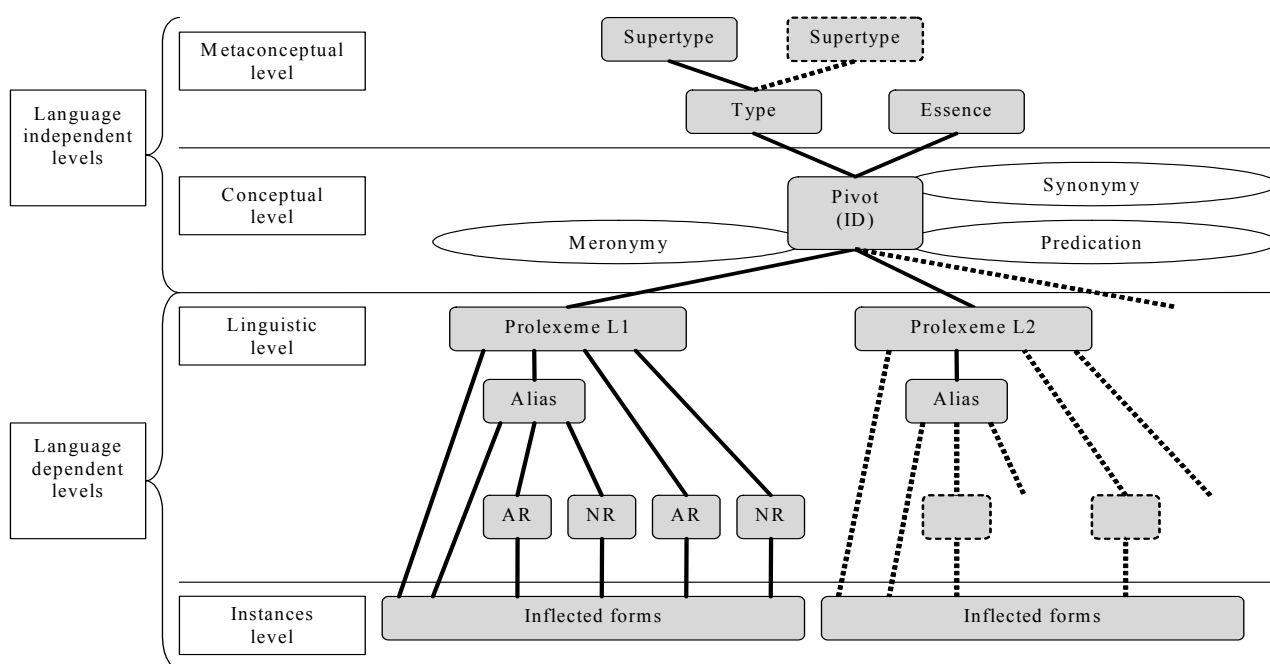 Metaconceptual
level
Supertype
Supertype
Type
Essence
Language
independent
levels
Conceptual
level
Pivot
(ID)
Synonymy
Meronymy
Predication
Linguistic
level
Prolexeme L1
Prolexeme L2
Alias
Alias
Language
dependent
levels
AR
NR
AR
NR
Instances
level
Inflected forms
Inflected forms